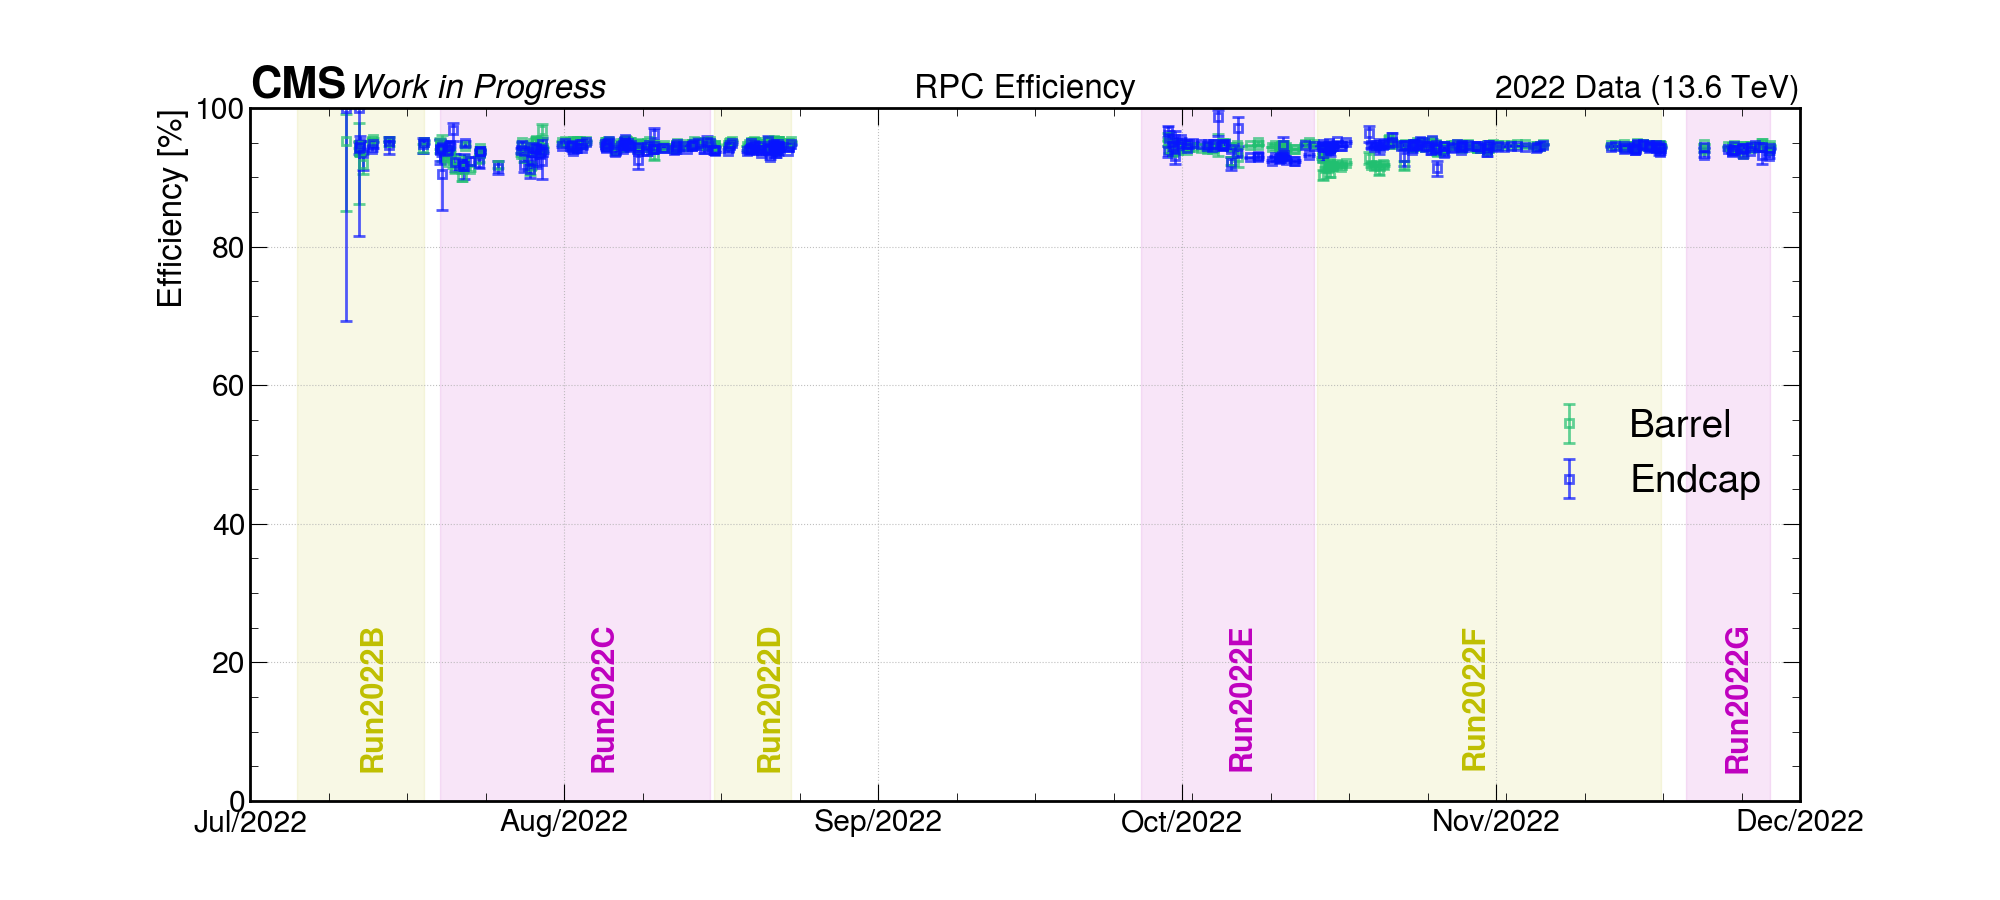 CMS Work in Progress RPC Efficiency 2022 Data (13.6 TeV)
Efficiency [%]
100
80
60
40
20
0
Barrel
Endcap
Run2022B
Run2022C
Run2022D
Run2022E
Run2022F
Run2022G
Jul/2022 Aug/2022 Sep/2022 Oct/2022 Nov/2022 Dec/2022